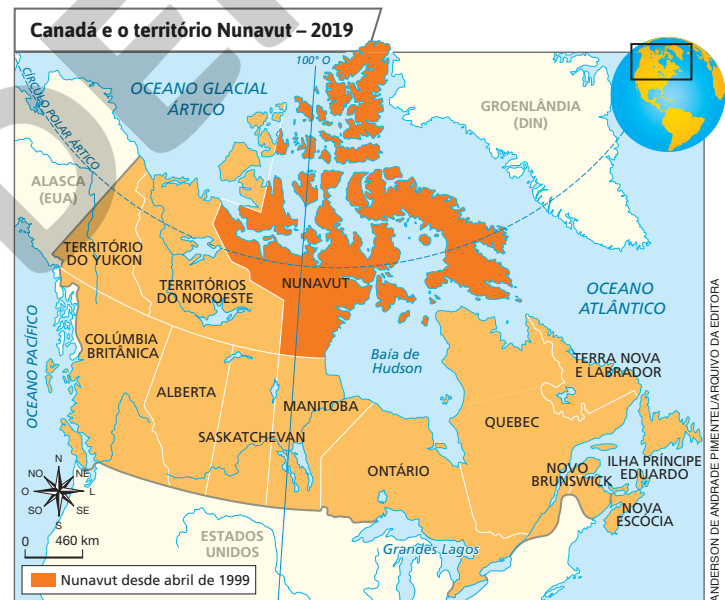 Canadá e o território Nunavut – 2019
100° O
OCEANO GLACIAL
ÁRTICO
CÍRCULO POLAR ÁRTICO
GROENLÂNDIA
(DIN)
ALASCA
(EUA)
TERRITÓRIO
DO YUKON
TERRITÓRIOS
DO NOROESTE
NUNAVUT
OCEANO
ATLÂNTICO
OCEANO PACÍFICO
COLÚMBIA
BRITÂNICA
Baía de
Hudson
TERRA NOVA
E LABRADOR
ALBERTA
MANITOBA
SASKATCHEVAN
QUEBEC
ONTÁRIO
NOVO
BRUNSWICK
ILHA PRÍNCIPE
EDUARDO
NOVA
ESCÓCIA
N
NO
NE
O
L
SO
SE
S
0 460 km
ESTADOS
UNIDOS
Grandes Lagos
Nunavut desde abril de 1999
ANDERSON DE ANDRADE PIMENTEL/ARQUIVO DA EDITORA